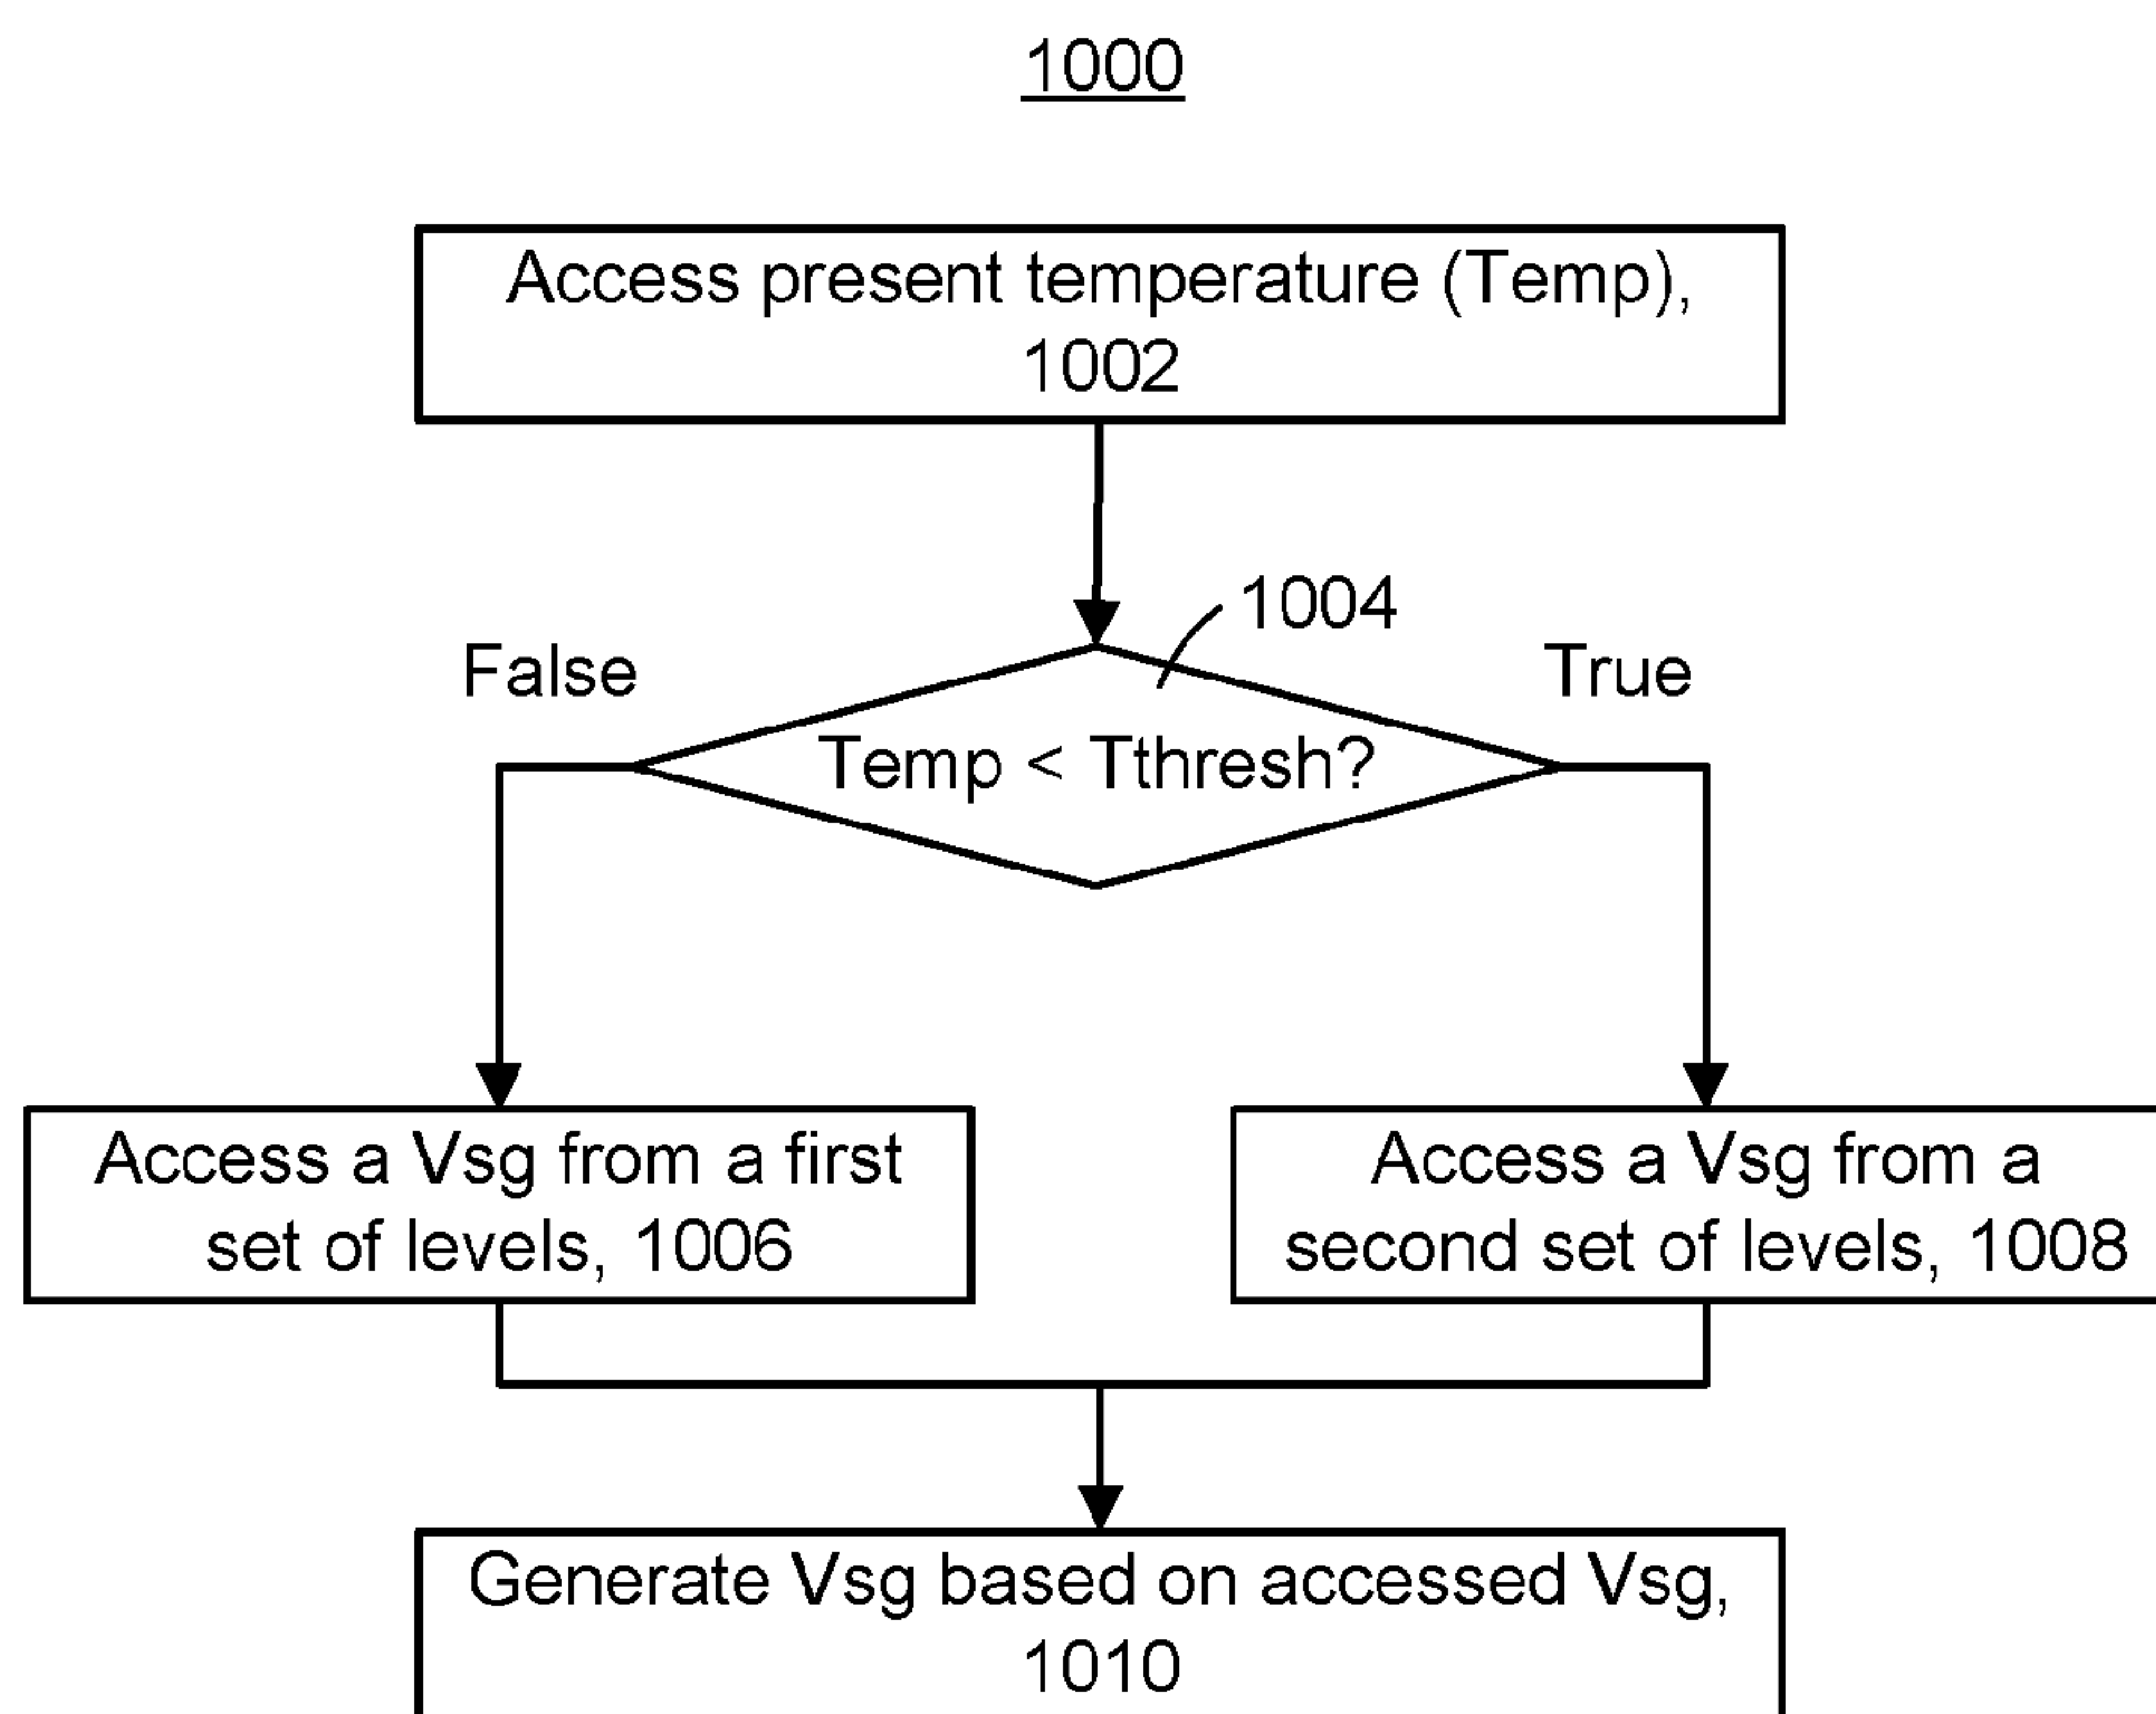 1000
Access present temperature (Temp),
1002
1004
False
True
Temp < Tthresh?
Access a Vsg from a first
set of levels, 1006
Access a Vsg from a
second set of levels, 1008
Generate Vsg based on accessed Vsg,
1010